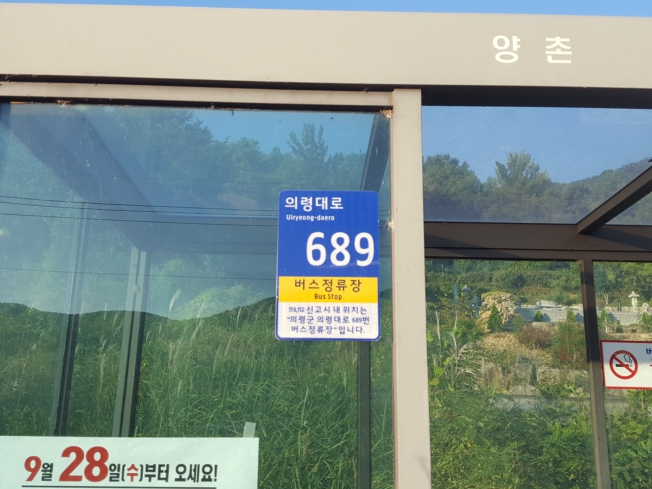 양 촌
의령대로
Uiryeong-daero
689
버스정류장
Bus Stop
119,112 신고시 내 위치는
"의령군 의령대로 689번
버스정류장"입니다.
9월 28일(수)부터 오세요!